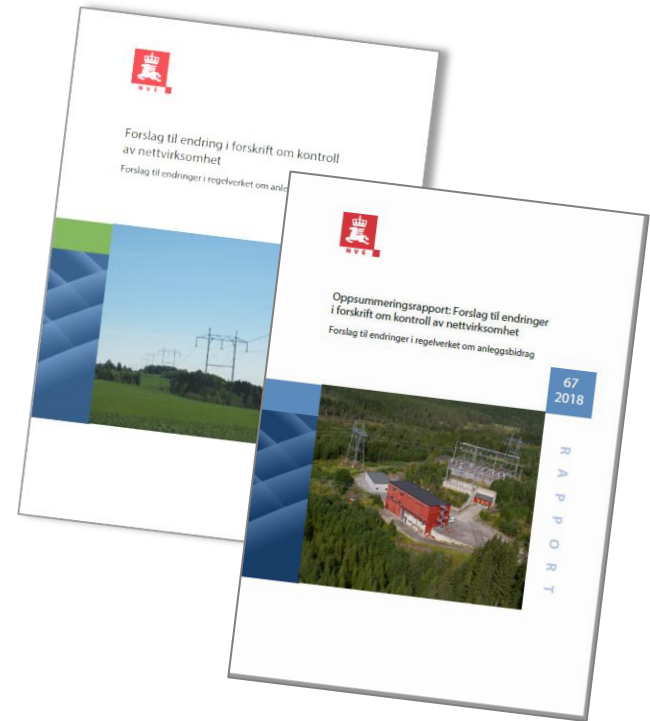 NVE
Forslag til endring i forskrift om kontroll
av nettvirksomhet
Forslag til endringer i regelverket om
NVE
Oppsummeringsrapport: Forslag til endringer
i forskrift om kontroll av nettvirksomhet
Forslag til endringer i regelverket om anleggsbidrag
67
2018
RAPPORT